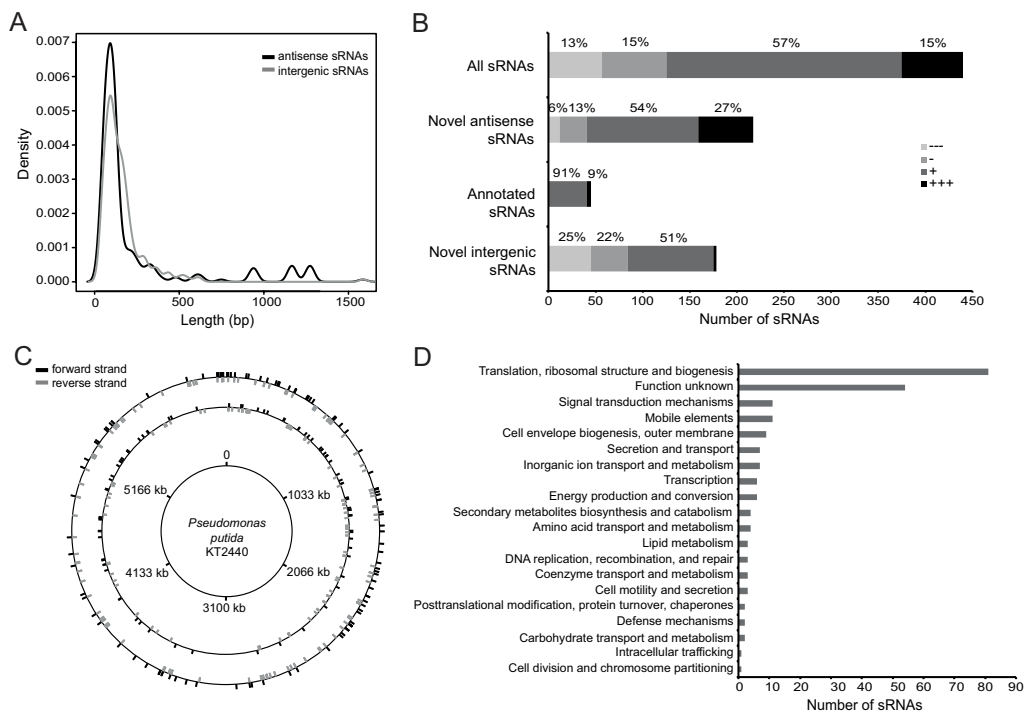 A
0.007
0.006
0.005
0.004
0.003
0.002
0.001
0.000
Density
antisense sRNAs
intergenic sRNAs
0 500 1000 1500
Length (bp)
B
13% 15% 57% 15%
All sRNAs
6% 13% 54% 27%
Novel antisense
sRNAs
91% 9%
Annotated
sRNAs
25% 22% 51%
Novel intergenic
sRNAs
---
-
+
+++
0 50 100 150 200 250 300 350 400 450
Number of sRNAs
C
forward strand
reverse strand
0
1033 kb
2066 kb
3100 kb
4133 kb
5166 kb
Pseudomonas
putida
KT2440
D
Translation, ribosomal structure and biogenesis
Function unknown
Signal transduction mechanisms
Mobile elements
Cell envelope biogenesis, outer membrane
Secretion and transport
Inorganic ion transport and metabolism
Transcription
Energy production and conversion
Secondary metabolites biosynthesis and catabolism
Amino acid transport and metabolism
Lipid metabolism
DNA replication, recombination, and repair
Coenzyme transport and metabolism
Cell motility and secretion
Posttranslational modification, protein turnover, chaperones
Defense mechanisms
Carbohydrate transport and metabolism
Intracellular trafficking
Cell division and chromosome partitioning
0 10 20 30 40 50 60 70 80 90
Number of sRNAs